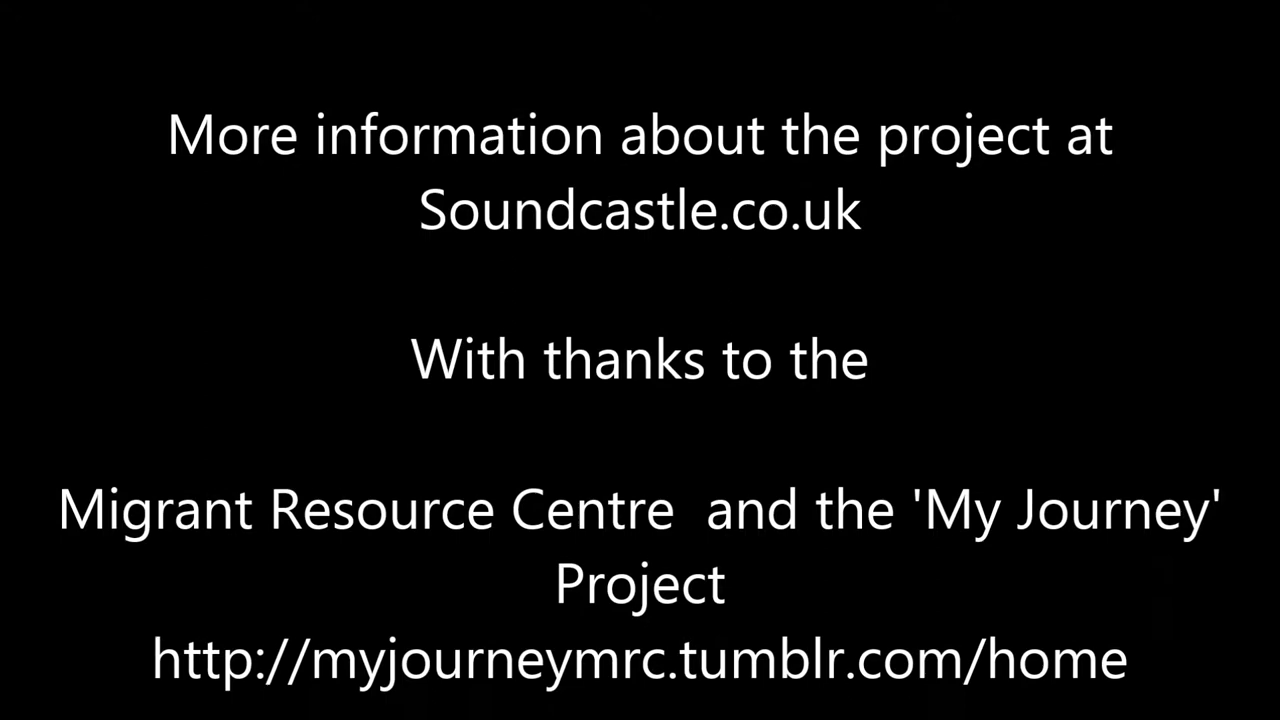 More information about the project at
Soundcastle.co.uk
With thanks to the
Migrant Resource Centre  and the 'My Journey'
Project
http://myjourneymrc.tumblr.com/home